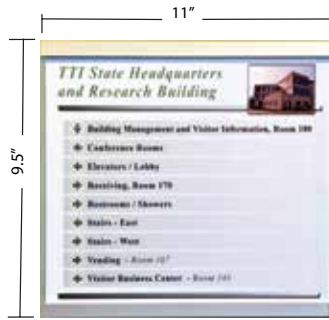 11"
9.5"
TTI State Headquarters
and Research Building
Building Management and Visitor Information, Room 100
Conference Rooms
Elevators / Lobby
Receiving, Room 170
Restrooms / Showers
Stairs - East
Stairs - West
Vending - Room 167
Visitor Business Center - Room